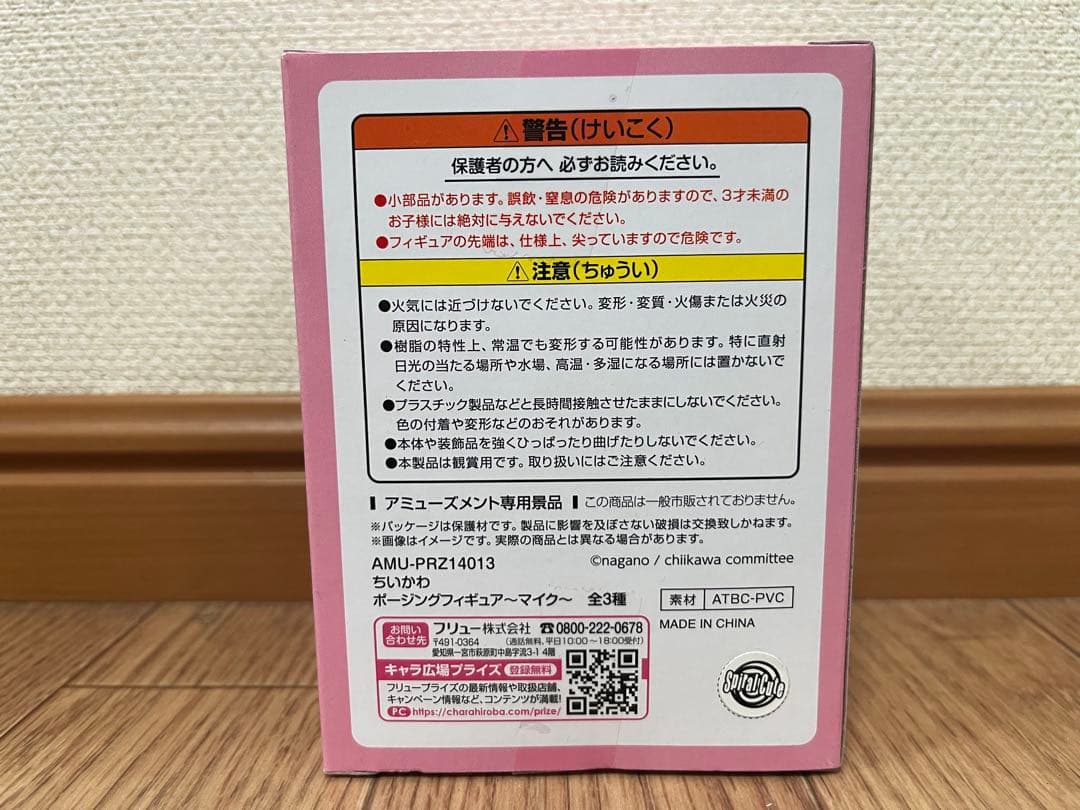 ⚠警告(けいこく)
保護者の方へ 必ずお読みください。
●小部品があります。誤飲・窒息の危険がありますので、3才未満の
お子様には絶対に与えないでください。
●フィギュアの先端は、仕様上、尖っていますので危険です。
⚠注意(ちゅうい)
●火気には近づけないでください。変形・変質・火傷または火災の
原因になります。
●樹脂の特性上、常温でも変形する可能性があります。特に直射
日光の当たる場所や水場、高温・多湿になる場所には置かないで
ください。
●プラスチック製品などと長時間接触させたままにしないでください。
色の付着や変形などのおそれがあります。
●本体や装飾品を強くひっぱったり曲げたりしないでください。
●本製品は観賞用です。取り扱いにはご注意ください。
アミューズメント専用景品 この商品は一般市販されておりません。
※パッケージは保護材です。製品に影響を及ぼさない破損は交換致しかねます。
※画像はイメージです。実際の商品とは異なる場合があります。
AMU-PRZ14013 ©nagano / chiikawa committee
ちいかわ
ポージングフィギュア〜マイク〜 全3種
素材 ATBC-PVC
MADE IN CHINA
お問い合わせ先 フリュー株式会社 ☎0800-222-0678
〒491-0364 (通話無料、平日10:00〜18:00受付)
愛知県一宮市萩原町中島字流3-1 4階
キャラ広場プライズ 登録無料
フリュープライズの最新情報や取扱店舗、
キャンペーン情報など、コンテンツが満載!
PC https://charahiroba.com/prize/
SpiraliCute